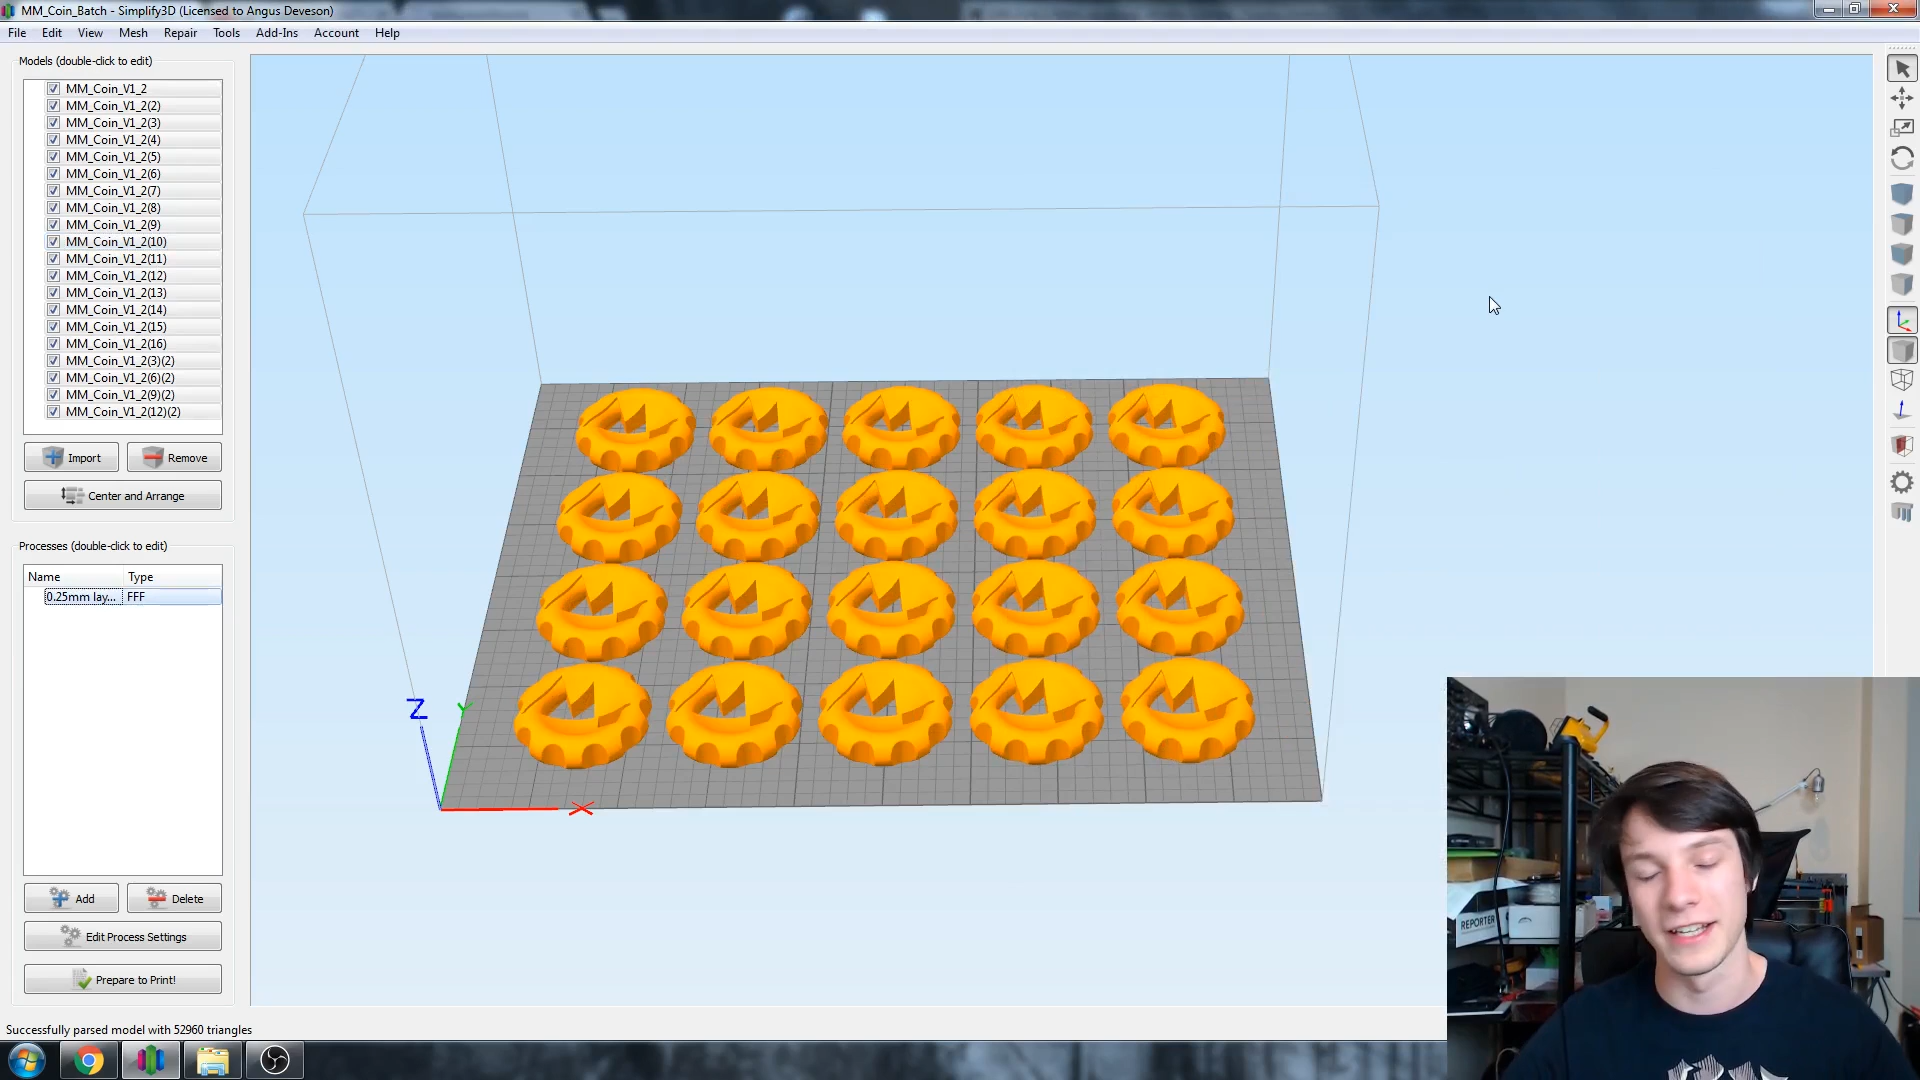 MM_Coin_Batch - Simplify3D (Licensed to Angus Deveson)
File Edit View Mesh Repair Tools Add-Ins Account Help
Models (double-click to edit)
MM_Coin_V1_2
MM_Coin_V1_2(2)
MM_Coin_V1_2(3)
MM_Coin_V1_2(4)
MM_Coin_V1_2(5)
MM_Coin_V1_2(6)
MM_Coin_V1_2(7)
MM_Coin_V1_2(8)
MM_Coin_V1_2(9)
MM_Coin_V1_2(10)
MM_Coin_V1_2(11)
MM_Coin_V1_2(12)
MM_Coin_V1_2(13)
MM_Coin_V1_2(14)
MM_Coin_V1_2(15)
MM_Coin_V1_2(16)
MM_Coin_V1_2(3)(2)
MM_Coin_V1_2(6)(2)
MM_Coin_V1_2(9)(2)
MM_Coin_V1_2(12)(2)
Import Remove
Center and Arrange
Processes (double-click to edit)
Name Type
0.25mm lay... FFF
Z
Y
X
Add Delete
Edit Process Settings
Prepare to Print!
REPORTER
Successfully parsed model with 52960 triangles